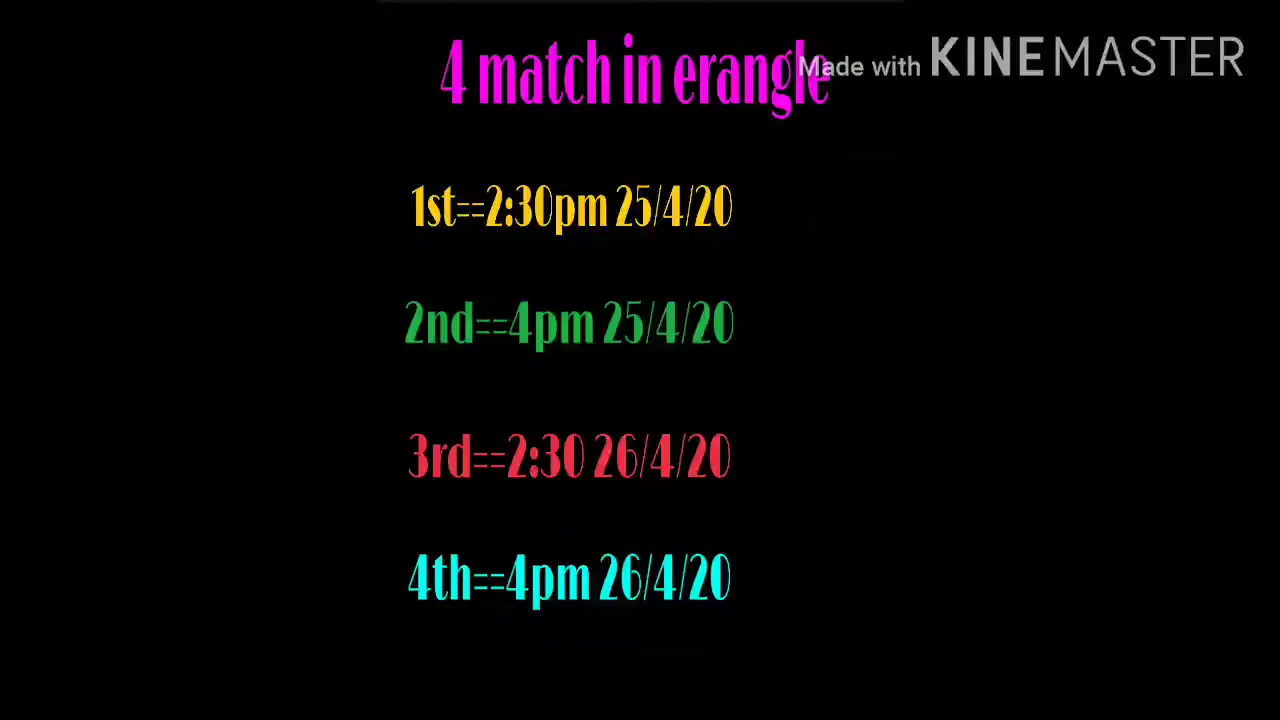 4 match in erangle
Made with KINEMASTER
1st==2:30pm 25/4/20
2nd==4pm 25/4/20
3rd==2:30 26/4/20
4th==4pm 26/4/20